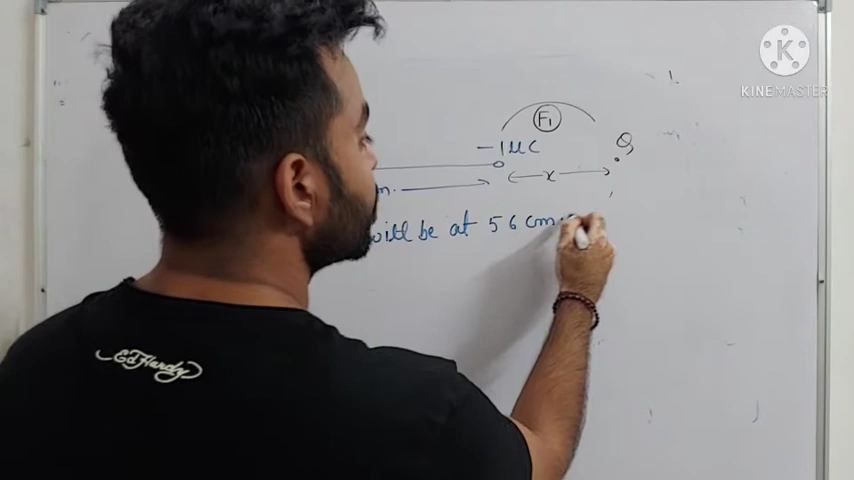 K
KINEMASTER
F₁
-1μC
Q
m.
x
will be at 56 cm
Ed Hardy